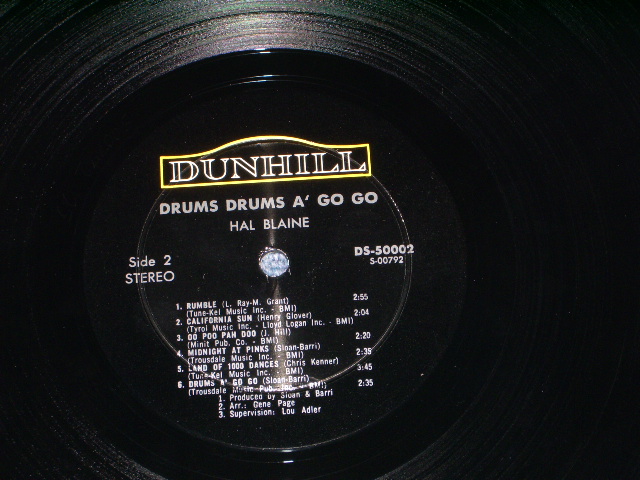 DUNHILL
DRUMS DRUMS A' GO GO
HAL BLAINE
Side 2
STEREO
DS-50002
S-00792
1. RUMBLE (L. Ray-M. Grant) 2:55
(Tune-Kel Music Inc. - BMI)
2. CALIFORNIA SUN (Henry Glover) 2:04
(Tyrol Music Inc. - Lloyd Logan Inc. - BMI)
3. OO POO PAH DOO (J. Hill) 2:20
(Minit Pub. Co. - BMI)
4. MIDNIGHT AT PINKS (Sloan-Barri) 2:35
(Trousdale Music Inc. - BMI)
5. LAND OF 1000 DANCES (Chris Kenner) 3:45
(Tune-Kel Music Inc. - BMI)
6. DRUMS A' GO GO (Sloan-Barri) 2:35
(Trousdale Music Pub. Inc. - BMI)
1. Produced by Sloan & Barri
2. Arr.: Gene Page
3. Supervision: Lou Adler